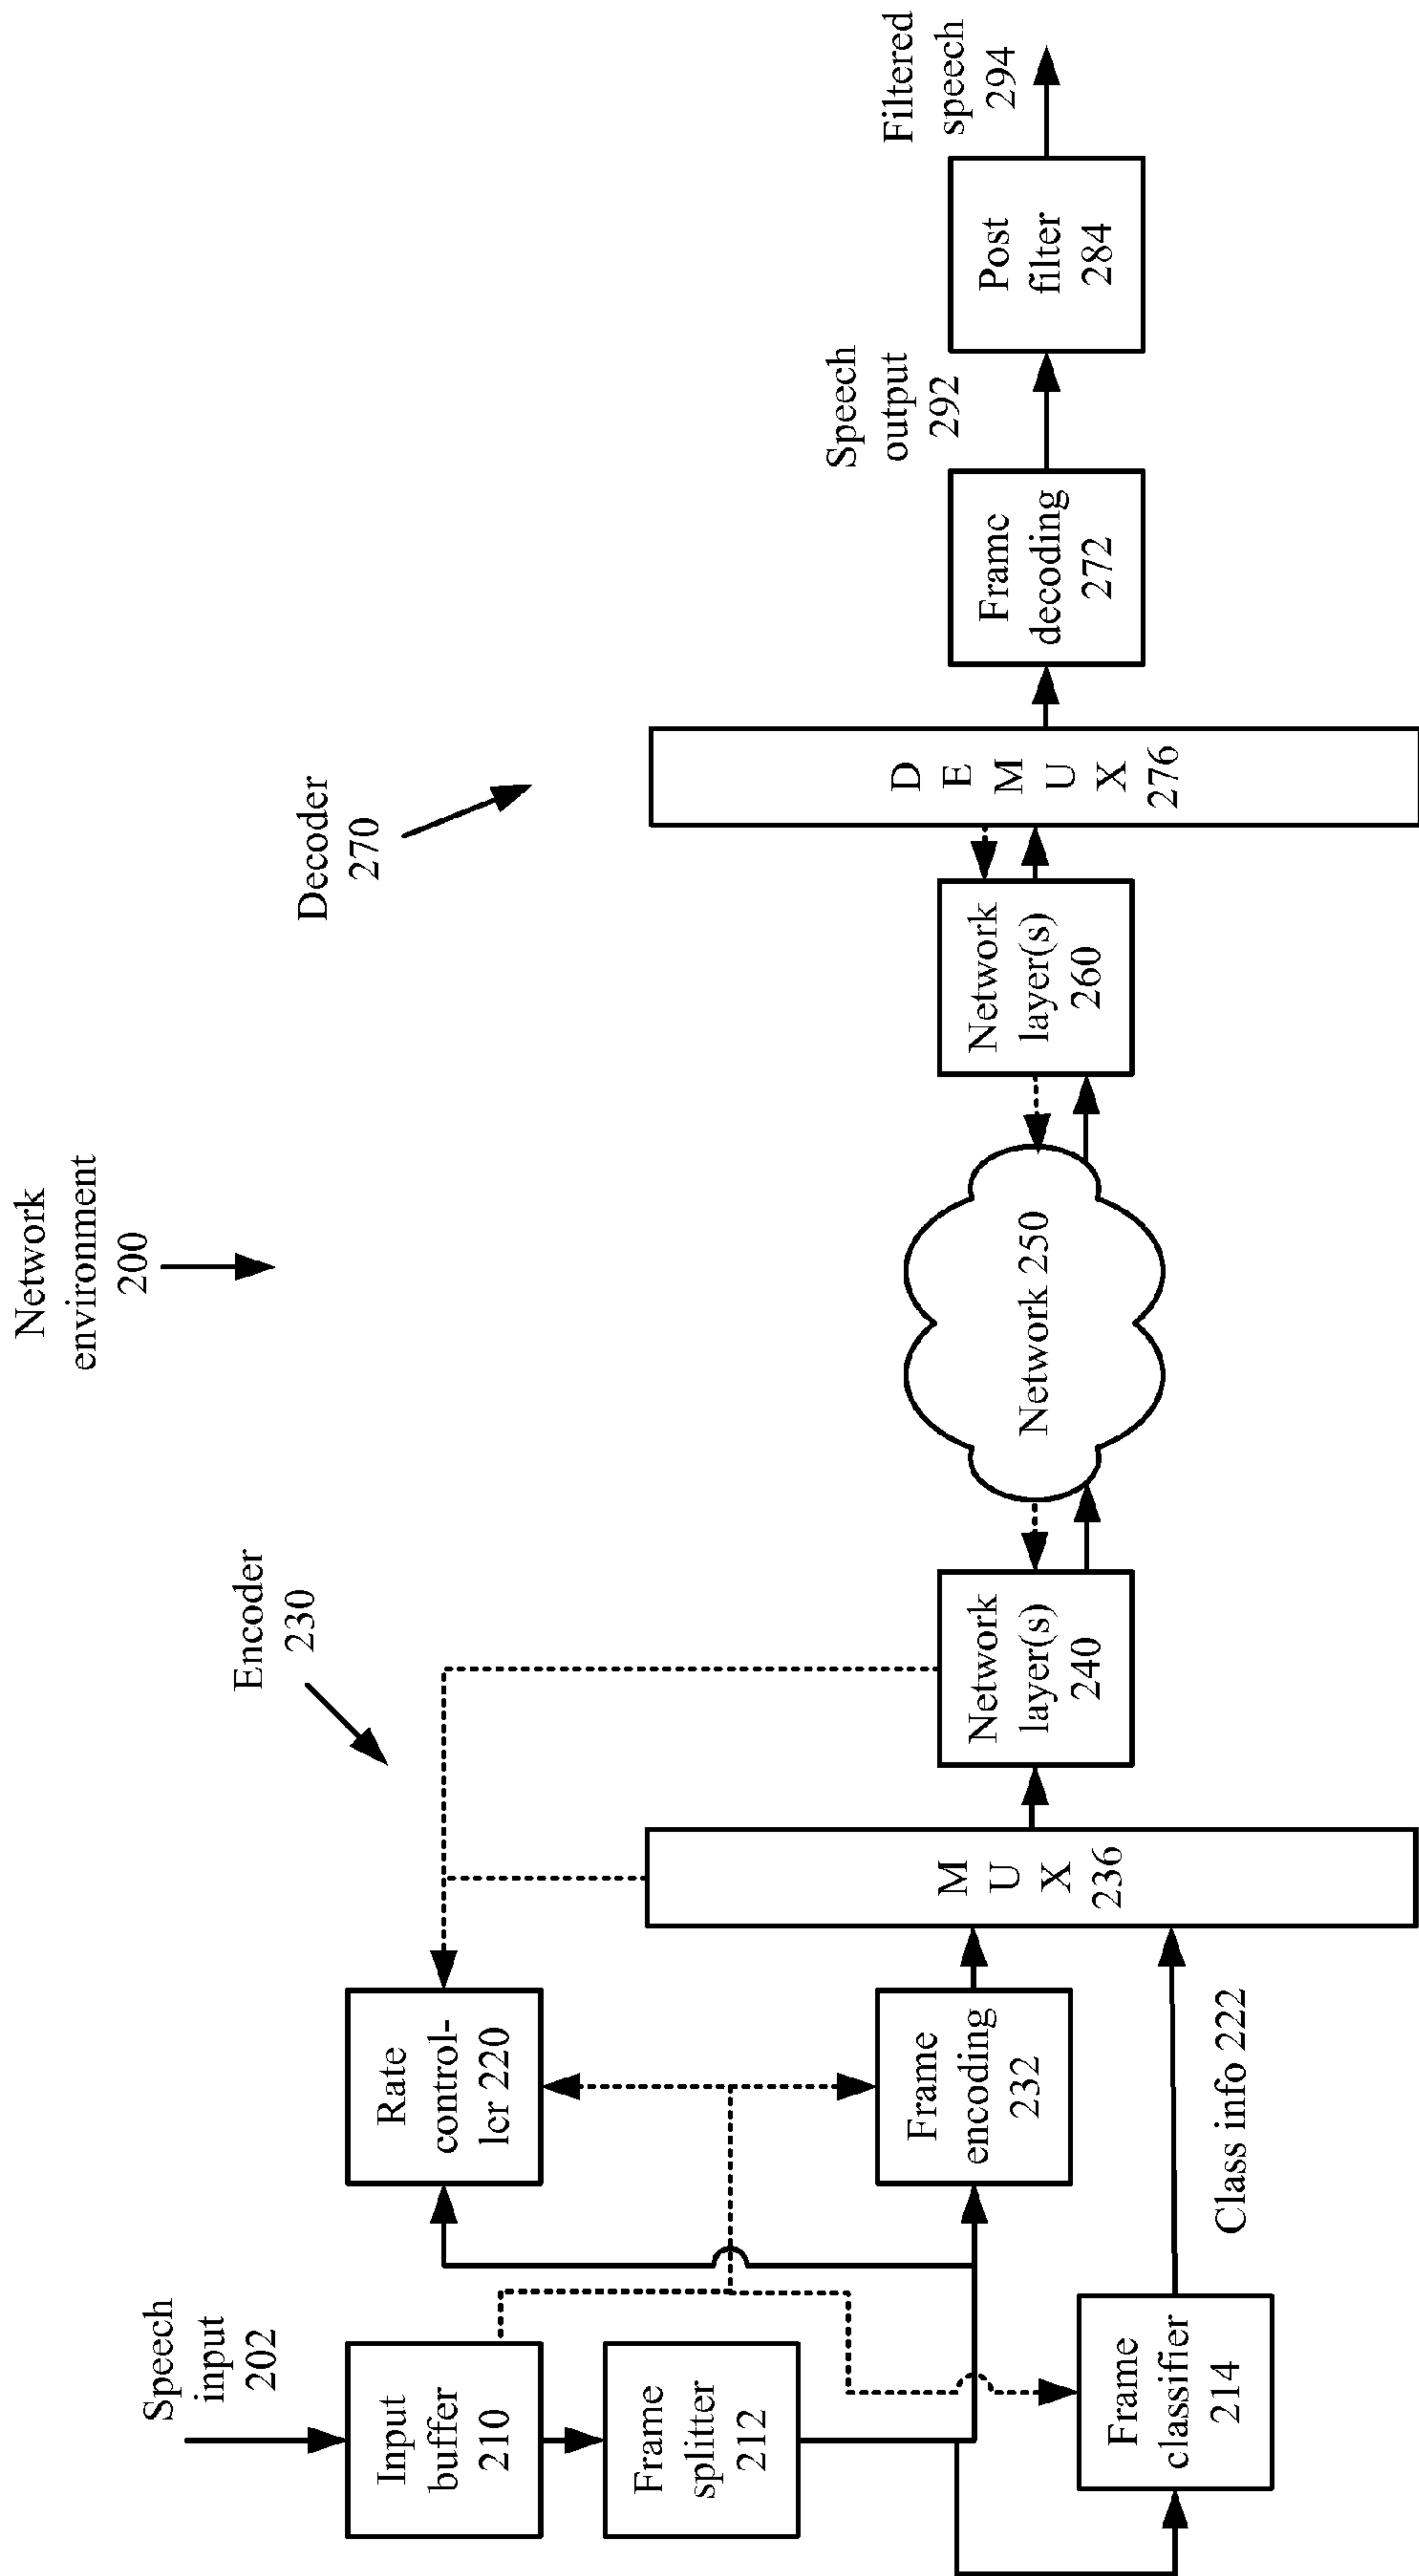 Network
environment
200
Speech
input
202
Encoder
230
Decoder
270
Input
buffer
210
Rate
control-
lcr 220
Frame
splitter
212
Frame
encoding
232
Frame
classifier
214
Class info 222
M
U
X
236
Network
layer(s)
240
Network 250
Network
layer(s)
260
D
E
M
U
X
276
Framc
decoding
272
Speech
output
292
Post
filter
284
Filtered
speech
294